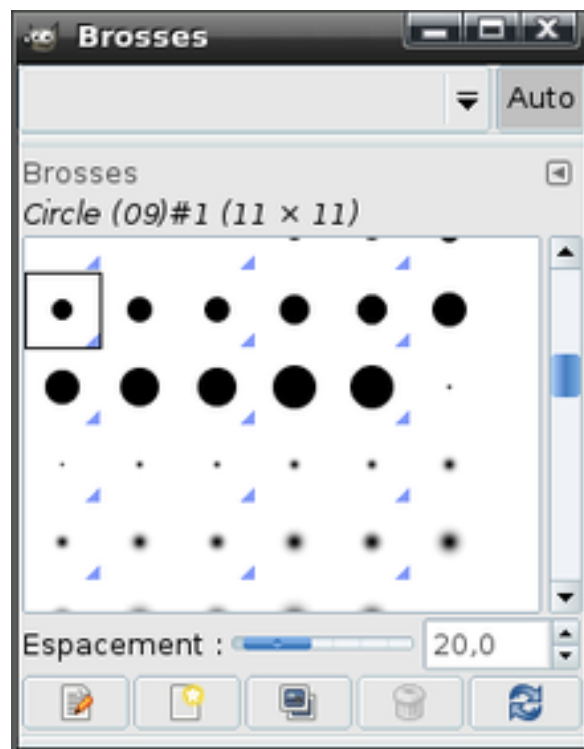 Brosses
Auto
Brosses
Circle (09)#1 (11 × 11)
Espacement :
20,0